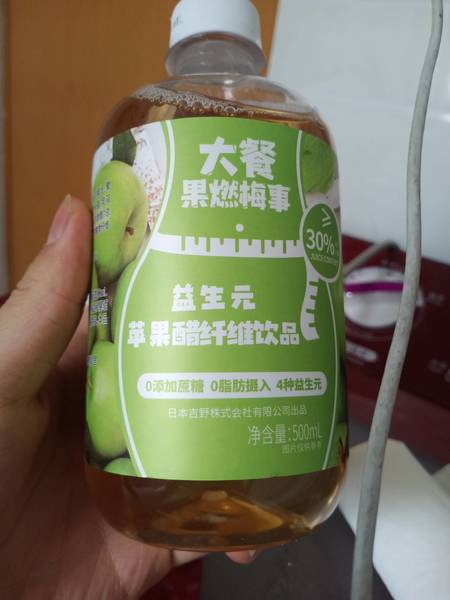 大餐
果燃梅事
≥
30%
JUICE CONTENT
益生元
苹果醋纤维饮品
0添加蔗糖 0脂肪摄入 4种益生元
日本吉野株式会社有限公司出品
净含量:500mL
图片仅供参考